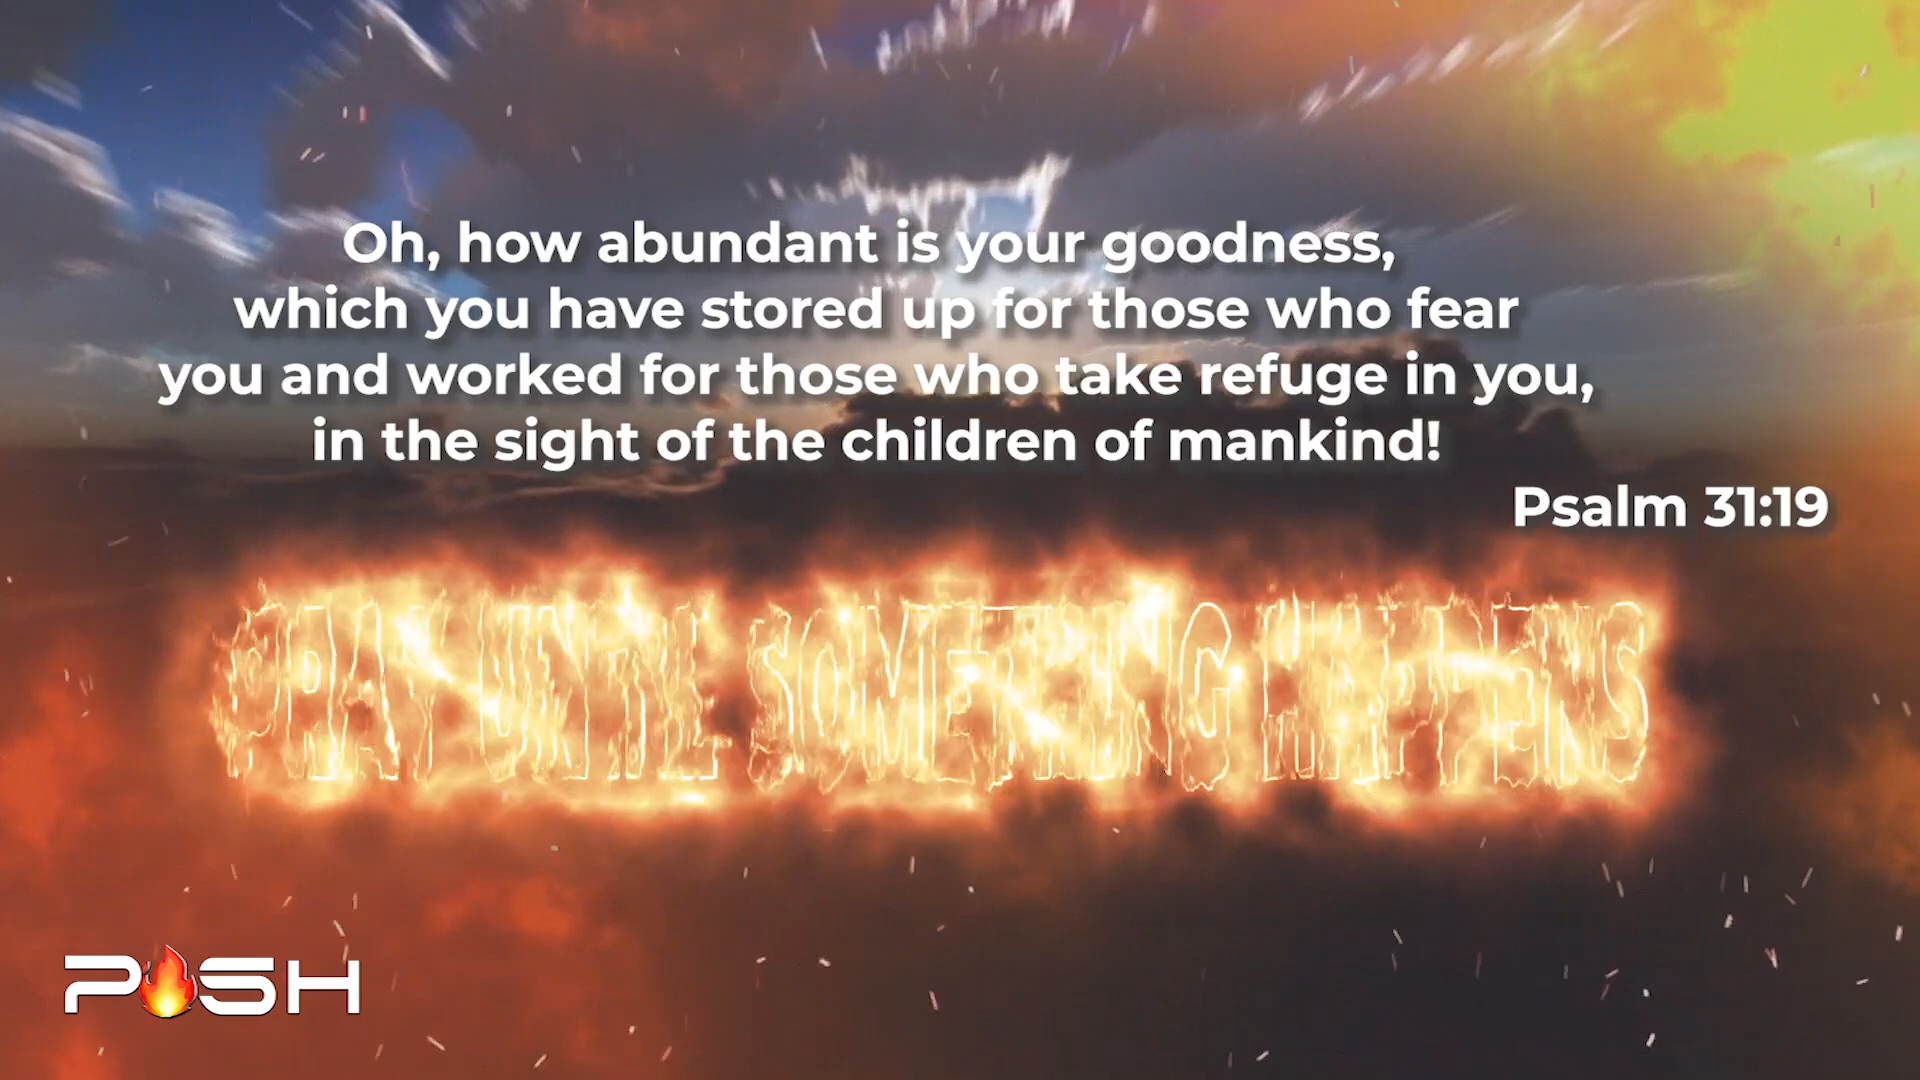 Oh, how abundant is your goodness,
which you have stored up for those who fear
you and worked for those who take refuge in you,
in the sight of the children of mankind!
Psalm 31:19
PRAY UNTIL SOMETHING HAPPENS
PUSH